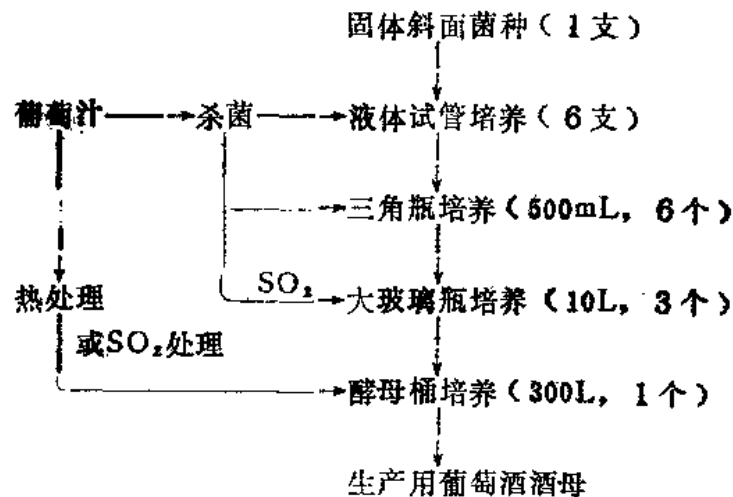 固体斜面菌种（1支）
葡萄汁 杀菌 液体试管培养（6支）
三角瓶培养（500mL，6个）
SO₂
热处理 大玻璃瓶培养（10L，3个）
或SO₂处理
酵母桶培养（300L，1个）
生产用葡萄酒酒母